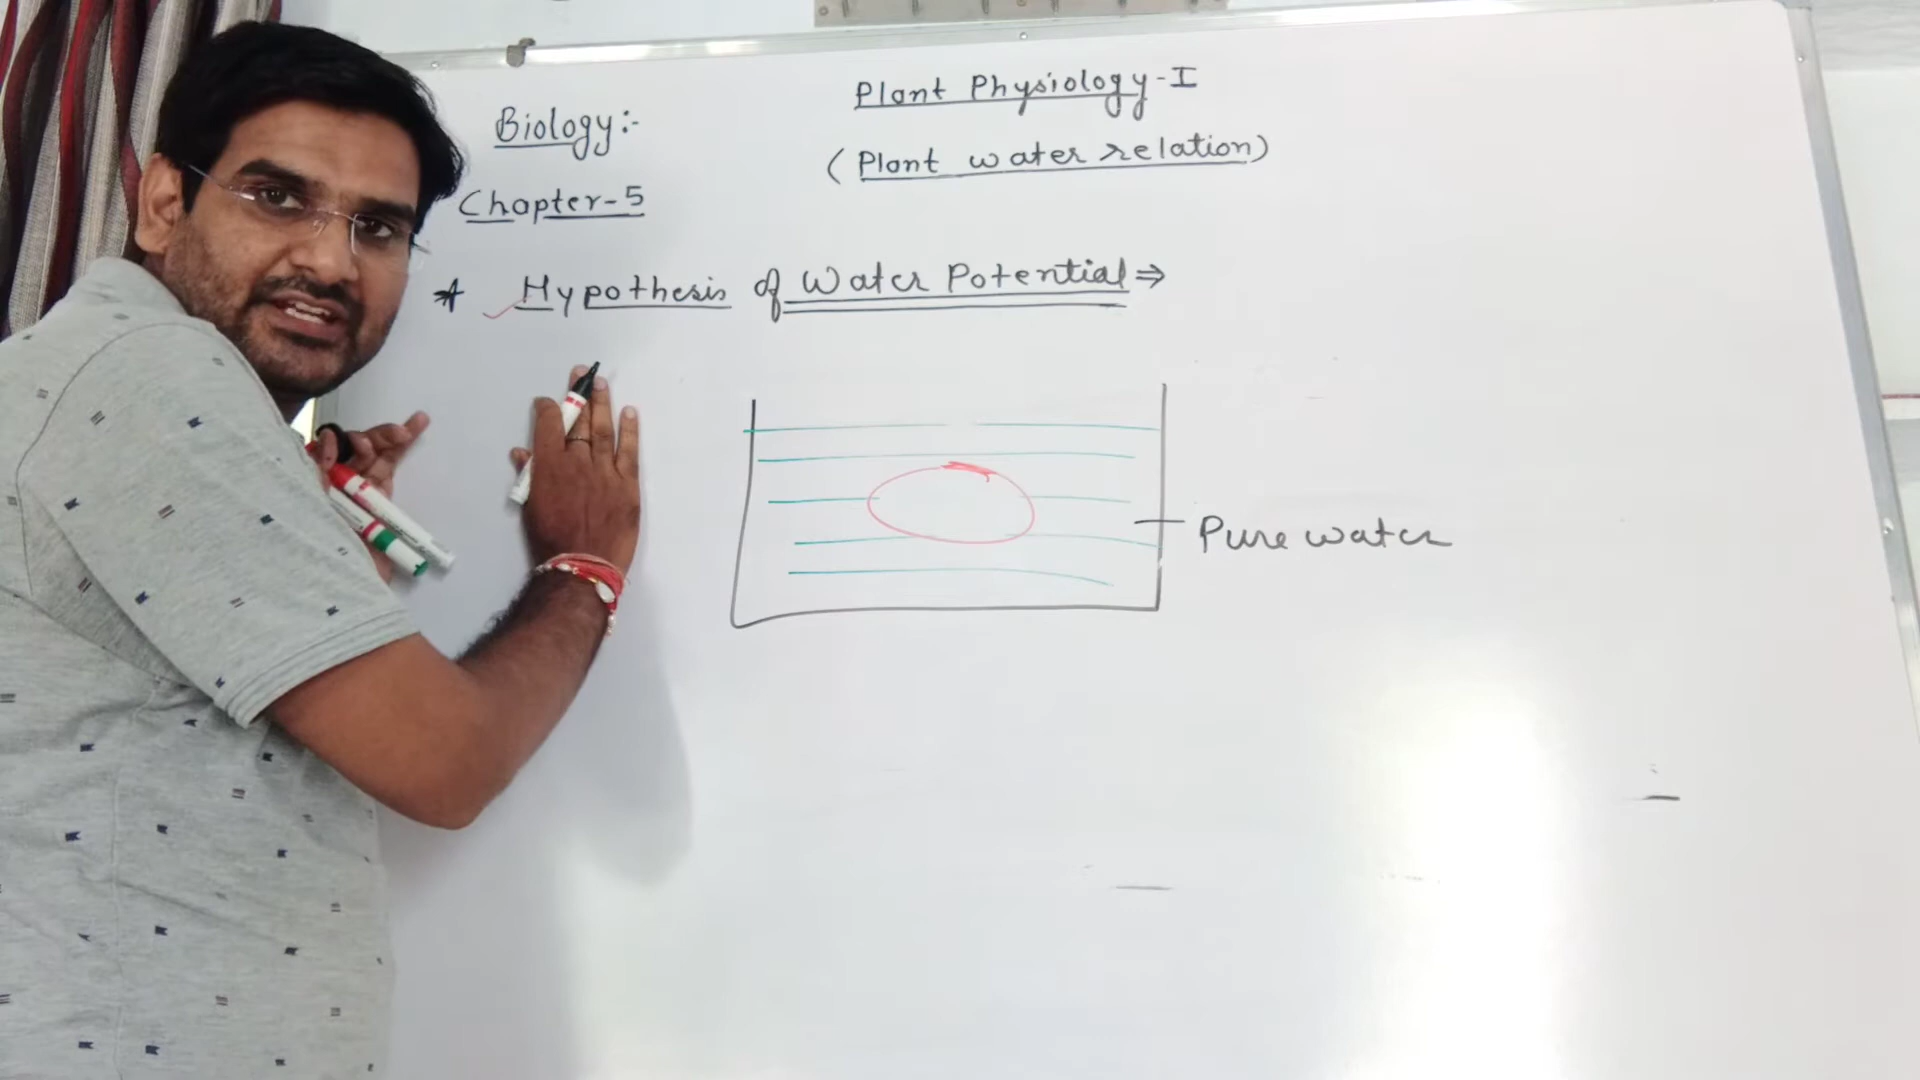 Biology:-
Plant Physiology-I
(Plant water relation)
Chapter-5
* Hypothesis of Water Potential ⇒
Pure water